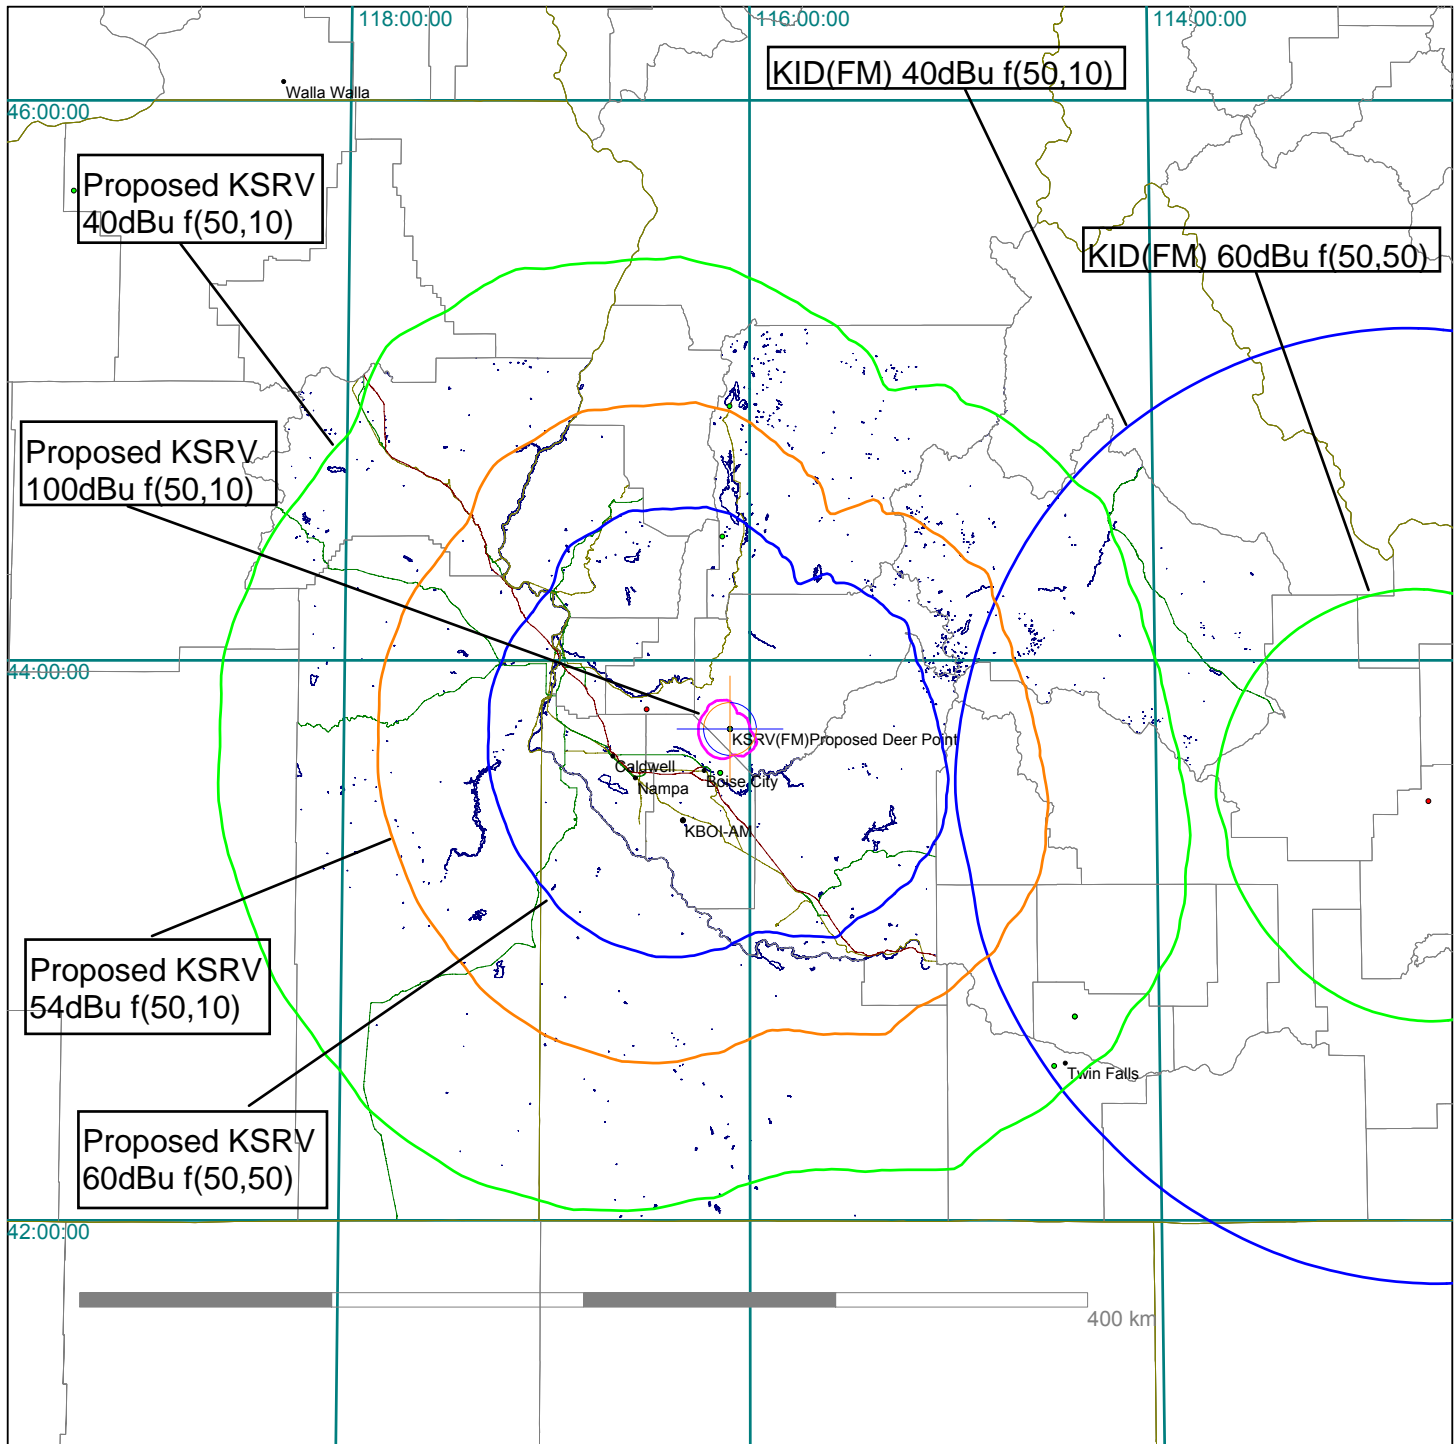 118:00:00
116:00:00
114:00:00
KID(FM) 40dBu f(50,10)
Walla Walla
46:00:00
Proposed KSRV
40dBu f(50,10)
KID(FM) 60dBu f(50,50)
Proposed KSRV
100dBu f(50,10)
44:00:00
KSRV(FM)Proposed Deer Point
Caldwell
Boise City
Nampa
KBOI-AM
Proposed KSRV
54dBu f(50,10)
Twin Falls
Proposed KSRV
60dBu f(50,50)
42:00:00
400 km